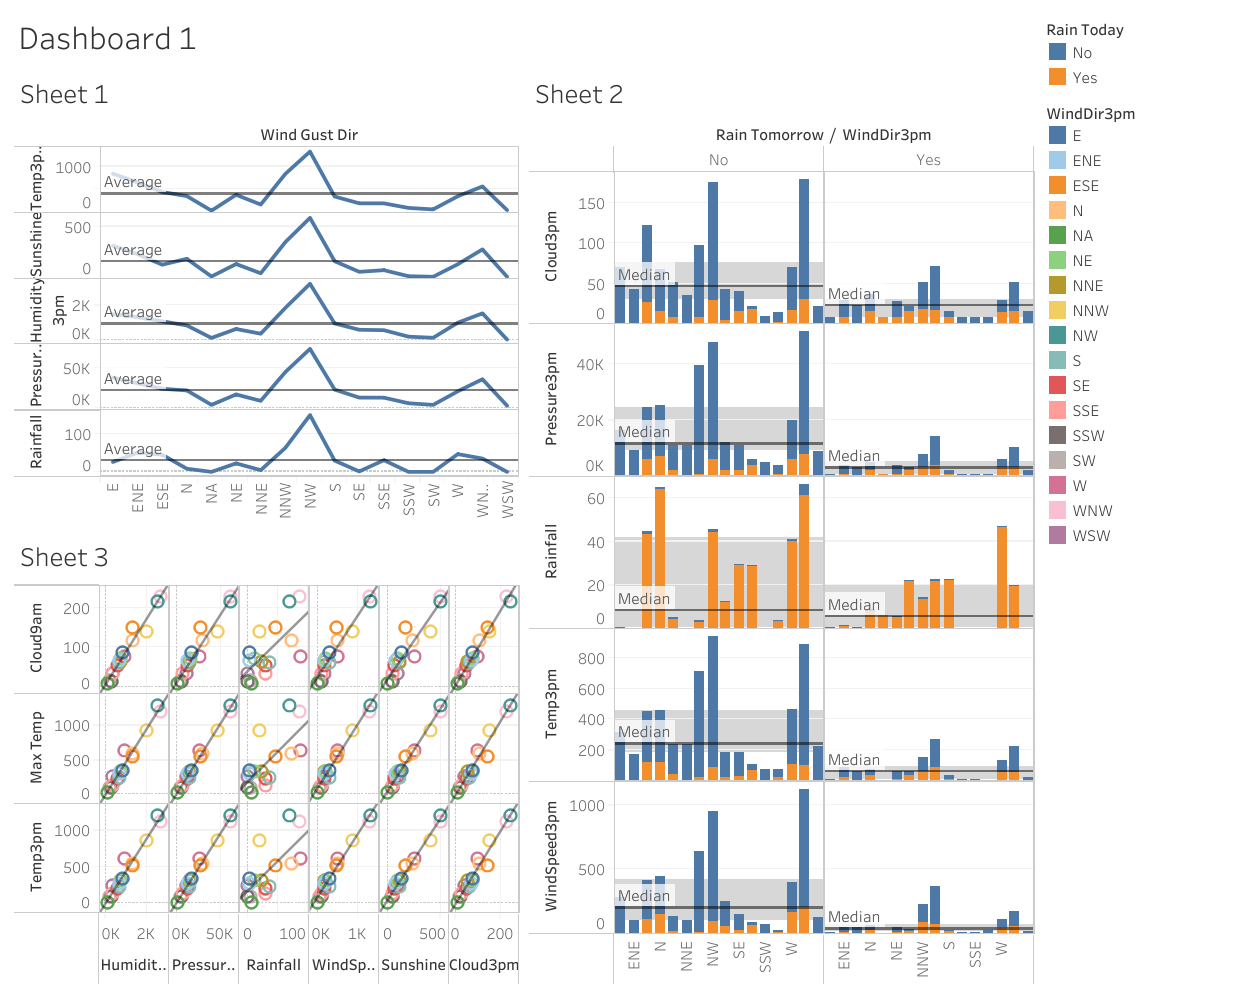 Dashboard 1
Sheet 1
Wind Gust Dir
Temp3p..
1000
0
Average
Sunshine
500
0
Average
Humidity
3pm
2K
0K
Average
Pressur..
50K
0K
Average
Rainfall
100
0
Average
E
ENE
ESE
N
NA
NE
NNE
NNW
NW
S
SE
SSE
SSW
SW
W
WN..
WSW
Sheet 3
Cloud9am
200
100
0
Max Temp
1000
500
0
Temp3pm
1000
500
0
0K 2K 0K 50K 0 100 0K 1K 0 500 0 200
Humidit.. Pressur.. Rainfall WindSp.. Sunshine Cloud3pm
Sheet 2
Rain Tomorrow / WindDir3pm
No Yes
Cloud3pm
150
100
50
0
Median
Median
Pressure3pm
40K
20K
0K
Median
Median
Rainfall
60
40
20
0
Median
Median
Temp3pm
800
600
400
200
Median
Median
WindSpeed3pm
1000
500
0
Median
Median
ENE
N
NNE
NW
SE
SSW
W
ENE
N
NE
NNW
S
SSE
W
Rain Today
No
Yes
WindDir3pm
E
ENE
ESE
N
NA
NE
NNE
NNW
NW
S
SE
SSE
SSW
SW
W
WNW
WSW